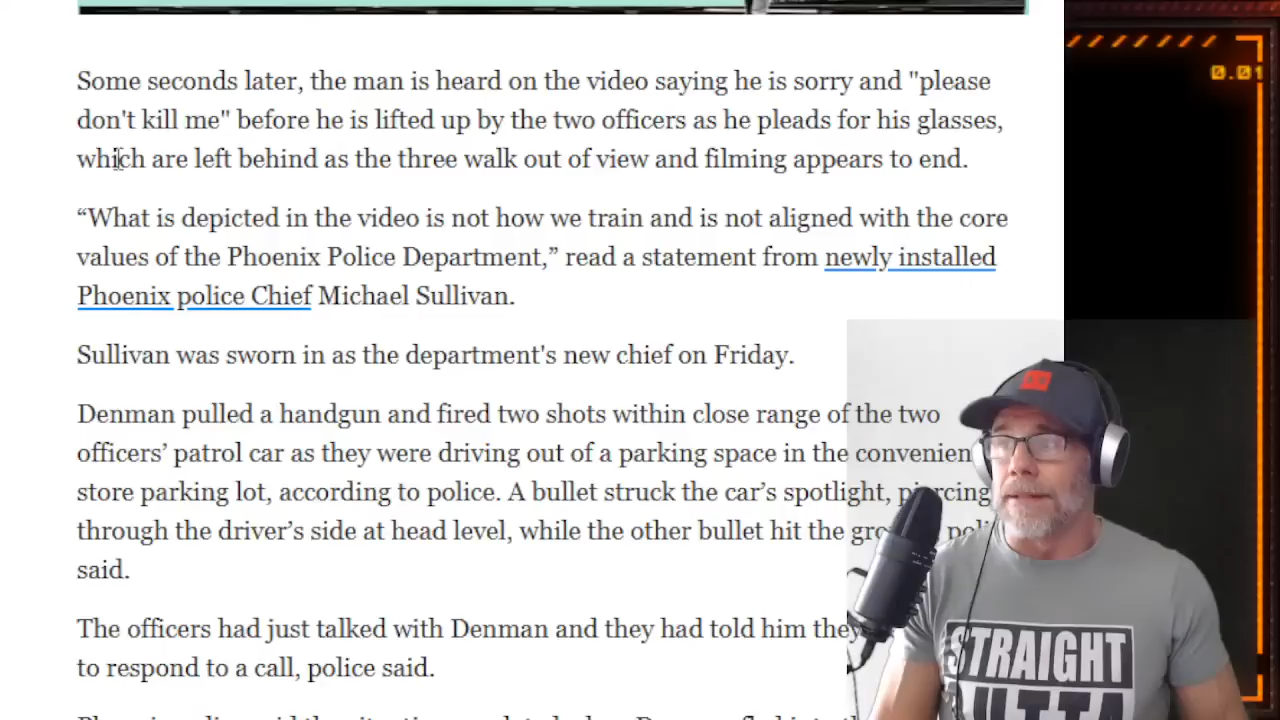 Some seconds later, the man is heard on the video saying he is sorry and "please
don't kill me" before he is lifted up by the two officers as he pleads for his glasses,
which are left behind as the three walk out of view and filming appears to end.
“What is depicted in the video is not how we train and is not aligned with the core
values of the Phoenix Police Department,” read a statement from newly installed
Phoenix police Chief Michael Sullivan.
Sullivan was sworn in as the department's new chief on Friday.
Denman pulled a handgun and fired two shots within close range of the two
officers’ patrol car as they were driving out of a parking space in the
store parking lot, according to police. A bullet struck the car’s spotlight,
through the driver’s side at head level, while the other bullet hit the
said.
The officers had just talked with Denman and they had told him they
to respond to a call, police said.
0.01
STRAIGHT